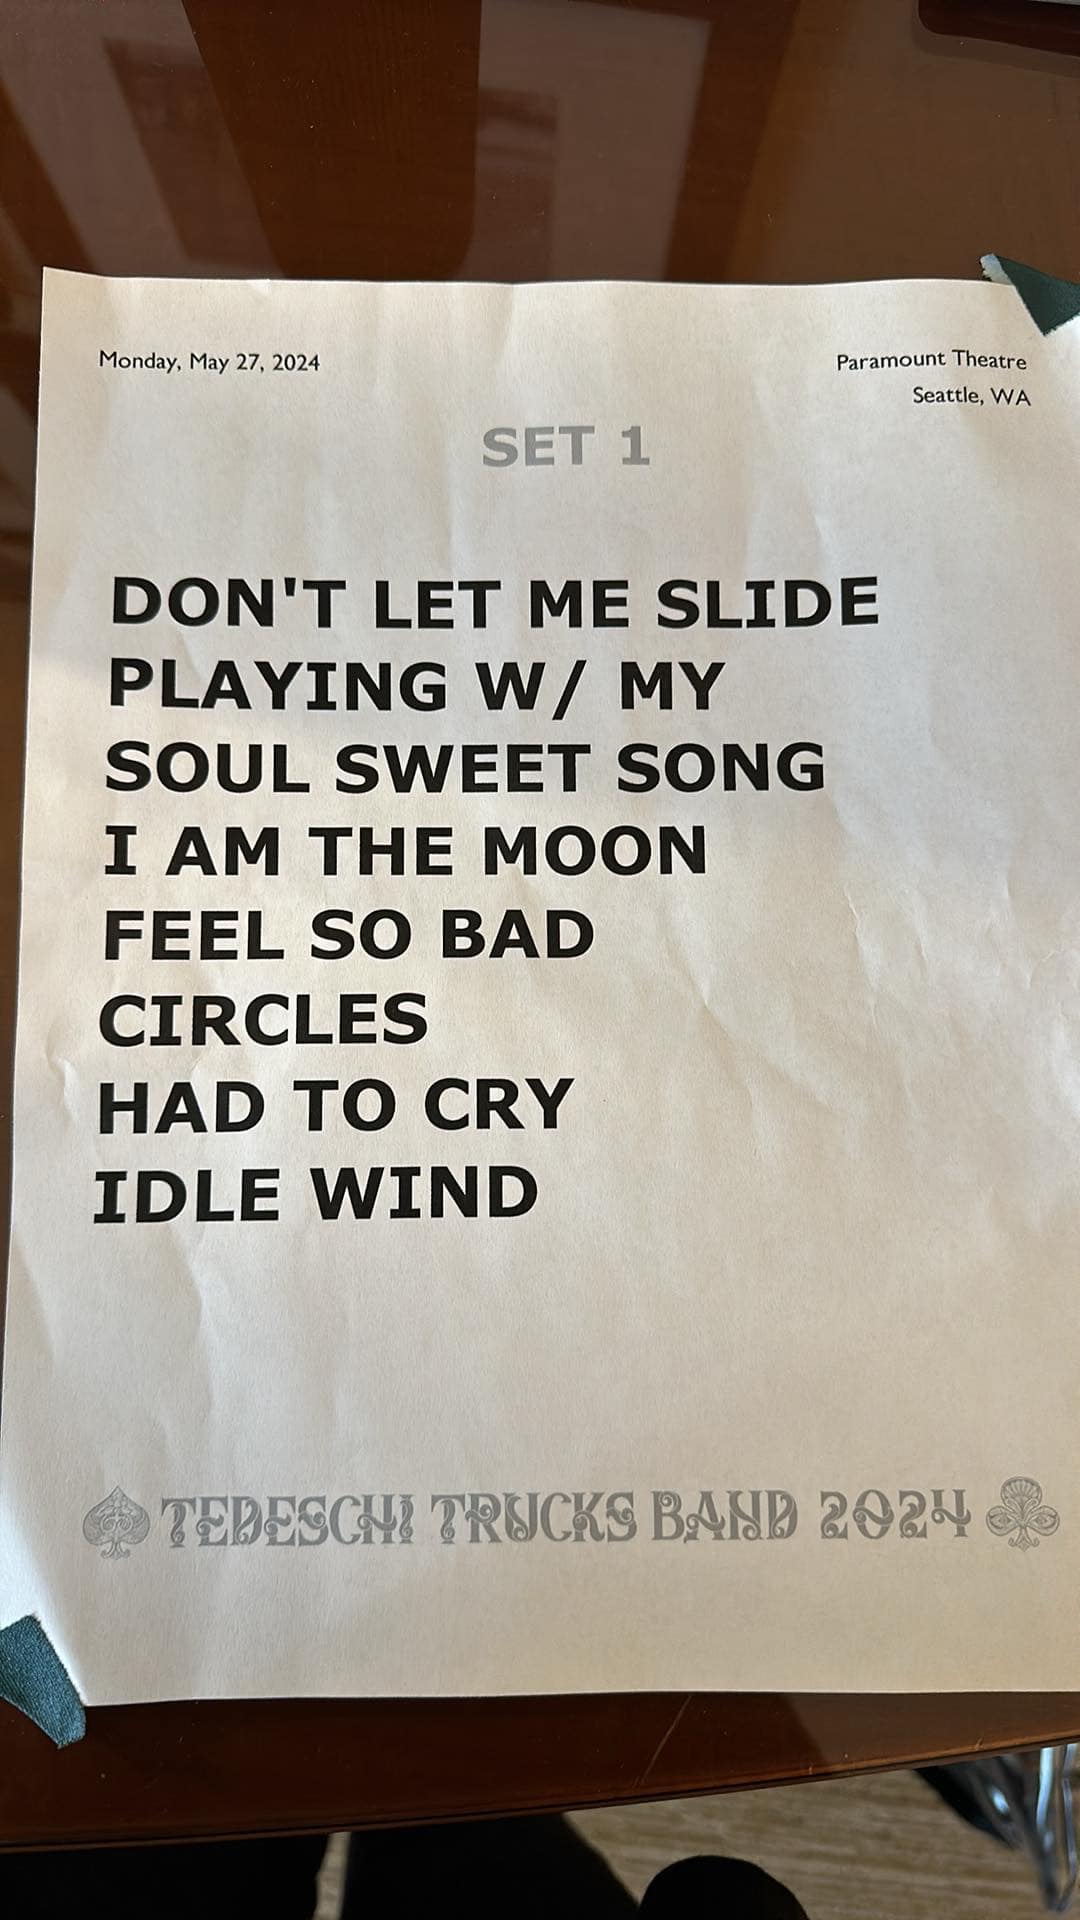 Monday, May 27, 2024
Paramount Theatre
Seattle, WA
SET 1
DON'T LET ME SLIDE
PLAYING W/ MY
SOUL SWEET SONG
I AM THE MOON
FEEL SO BAD
CIRCLES
HAD TO CRY
IDLE WIND
TEDESCHI TRUCKS BAND 2024